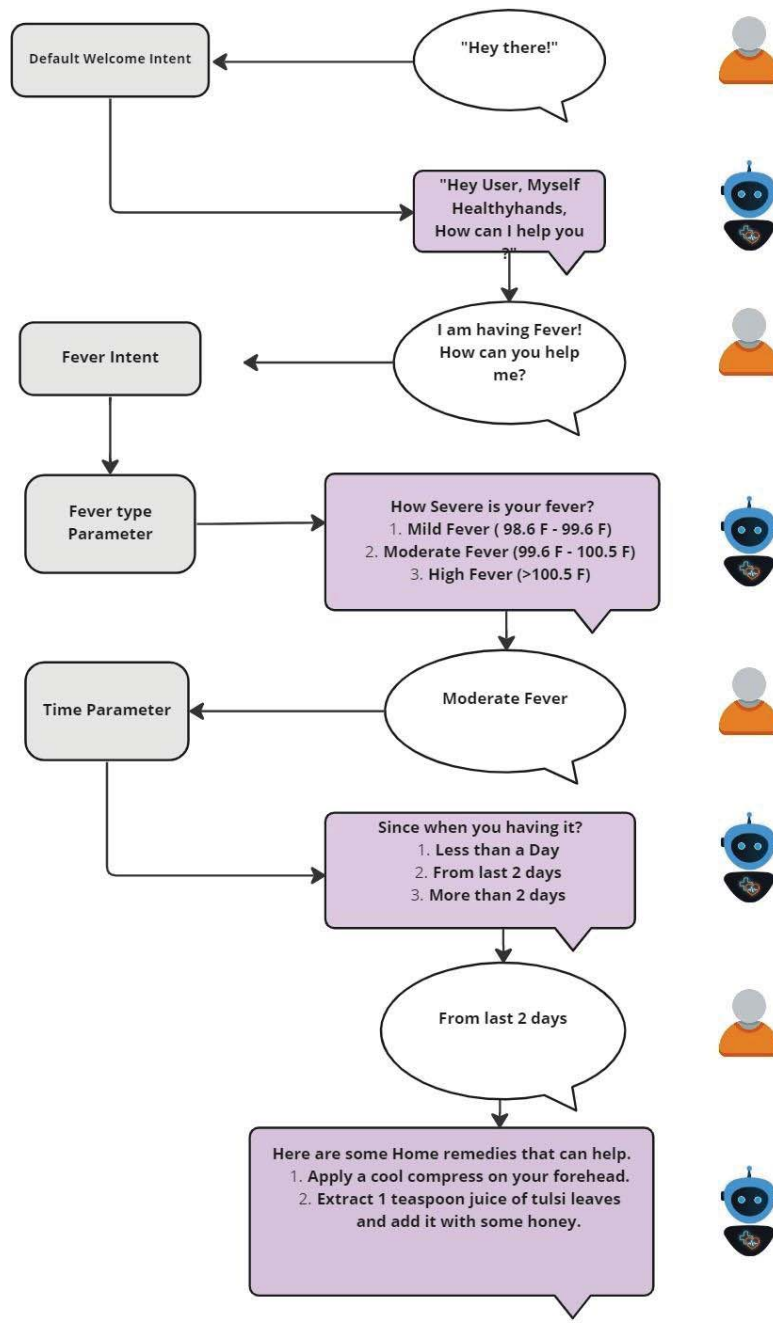 "Hey there!"
Default Welcome Intent
"Hey User, Myself
Healthyhands,
How can I help you
?"
I am having Fever!
How can you help
me?
Fever Intent
Fever type
Parameter
How Severe is your fever?
1. Mild Fever ( 98.6 F - 99.6 F)
2. Moderate Fever (99.6 F - 100.5 F)
3. High Fever (>100.5 F)
Moderate Fever
Time Parameter
Since when you having it?
1. Less than a Day
2. From last 2 days
3. More than 2 days
From last 2 days
Here are some Home remedies that can help.
1. Apply a cool compress on your forehead.
2. Extract 1 teaspoon juice of tulsi leaves
and add it with some honey.